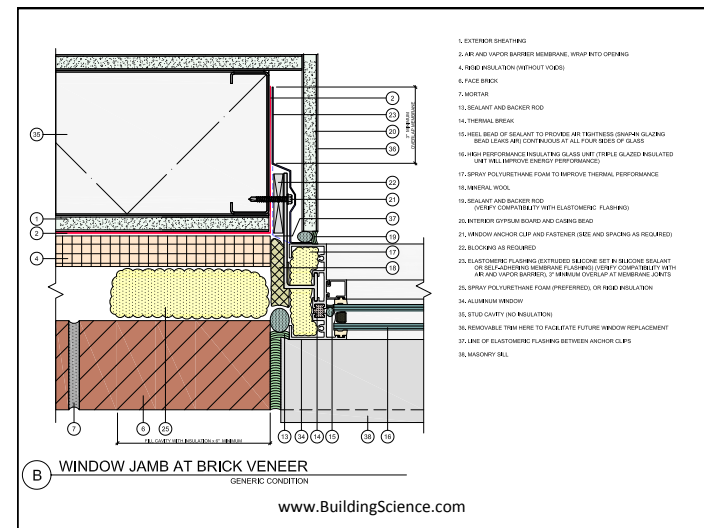 1. EXTERIOR SHEATHING
2. AIR AND VAPOR BARRIER MEMBRANE, WRAP INTO OPENING
4. RIGID INSULATION (WITHOUT VOIDS)
6. FACE BRICK
7. MORTAR
13. SEALANT AND BACKER ROD
14. THERMAL BREAK
15. HEEL BEAD OF SEALANT TO PROVIDE AIR TIGHTNESS (SNAP-IN GLAZING
BEAD LEAKS AIR) CONTINUOUS AT ALL FOUR SIDES OF GLASS
16. HIGH PERFORMANCE INSULATING GLASS UNIT (TRIPLE GLAZED INSULATED
UNIT WILL IMPROVE ENERGY PERFORMANCE)
17. SPRAY POLYURETHANE FOAM TO IMPROVE THERMAL PERFORMANCE
18. MINERAL WOOL
19. SEALANT AND BACKER ROD
(VERIFY COMPATIBILITY WITH ELASTOMERIC FLASHING)
20. INTERIOR GYPSUM BOARD AND CASING BEAD
21. WINDOW ANCHOR CLIP AND FASTENER (SIZE AND SPACING AS REQUIRED)
22. BLOCKING AS REQUIRED
23. ELASTOMERIC FLASHING (EXTRUDED SILICONE SET IN SILICONE SEALANT
OR SELF-ADHERING MEMBRANE FLASHING) (VERIFY COMPATIBILITY WITH
AIR AND VAPOR BARRIER), 3" MINIMUM OVERLAP AT MEMBRANE JOINTS
25. SPRAY POLYURETHANE FOAM (PREFERRED), OR RIGID INSULATION
34. ALUMINUM WINDOW
35. STUD CAVITY (NO INSULATION)
36. REMOVABLE TRIM HERE TO FACILITATE FUTURE WINDOW REPLACEMENT
37. LINE OF ELASTOMERIC FLASHING BETWEEN ANCHOR CLIPS
38. MASONRY SILL
2
23
20
36
3" MINIMUM
OVERLAP MEMBRANE
35
22
21
37
1
2
19
4
17
18
7
6
25
13
34
14
15
38
16
FILL CAVITY WITH INSULATION ± 8" MINIMUM
B
WINDOW JAMB AT BRICK VENEER
GENERIC CONDITION
www.BuildingScience.com